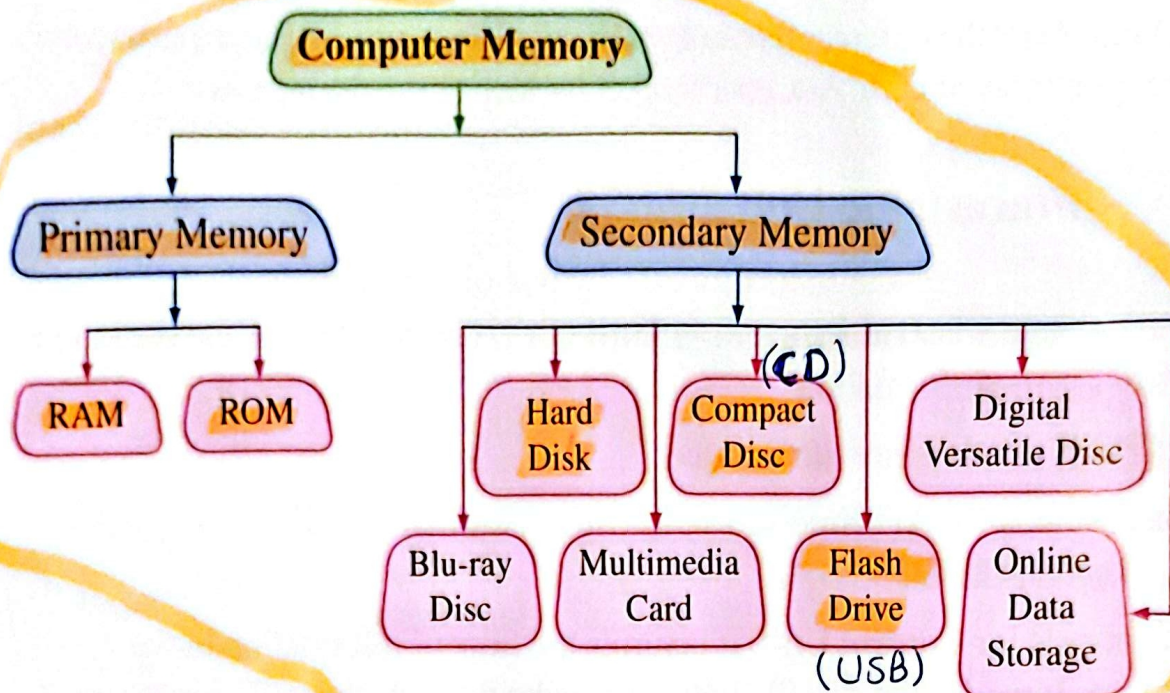 Computer Memory
Primary Memory
Secondary Memory
RAM
ROM
Hard
Disk
(CD)
Compact
Disc
Digital
Versatile Disc
Blu-ray
Disc
Multimedia
Card
Flash
Drive
(USB)
Online
Data
Storage